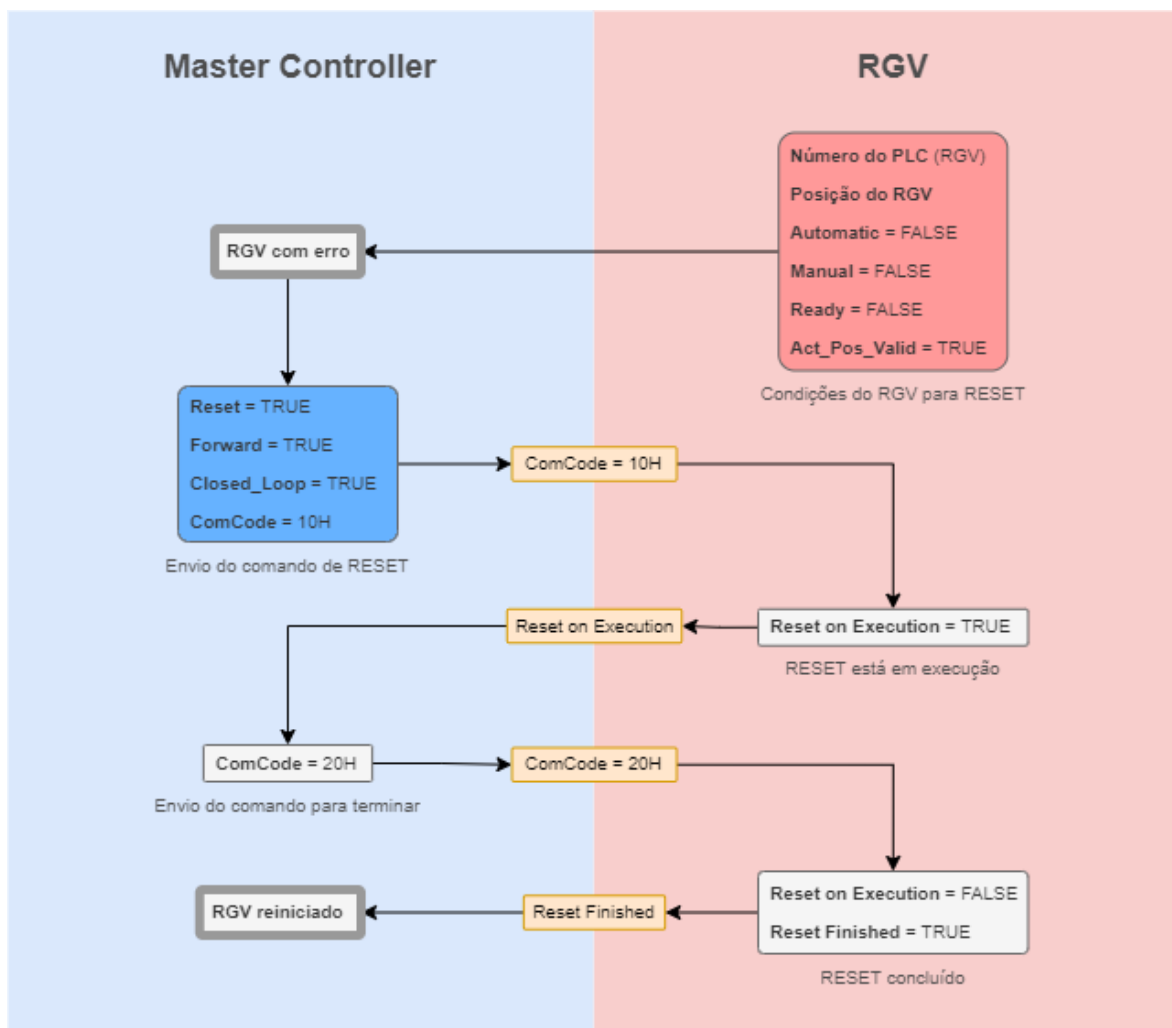 Master Controller
RGV
Número do PLC (RGV)
Posição do RGV
Automatic = FALSE
Manual = FALSE
Ready = FALSE
Act_Pos_Valid = TRUE
Condições do RGV para RESET
RGV com erro
Reset = TRUE
Forward = TRUE
Closed_Loop = TRUE
ComCode = 10H
Envio do comando de RESET
ComCode = 10H
Reset on Execution = TRUE
RESET está em execução
Reset on Execution
ComCode = 20H
Envio do comando para terminar
ComCode = 20H
Reset on Execution = FALSE
Reset Finished = TRUE
RESET concluído
Reset Finished
RGV reiniciado